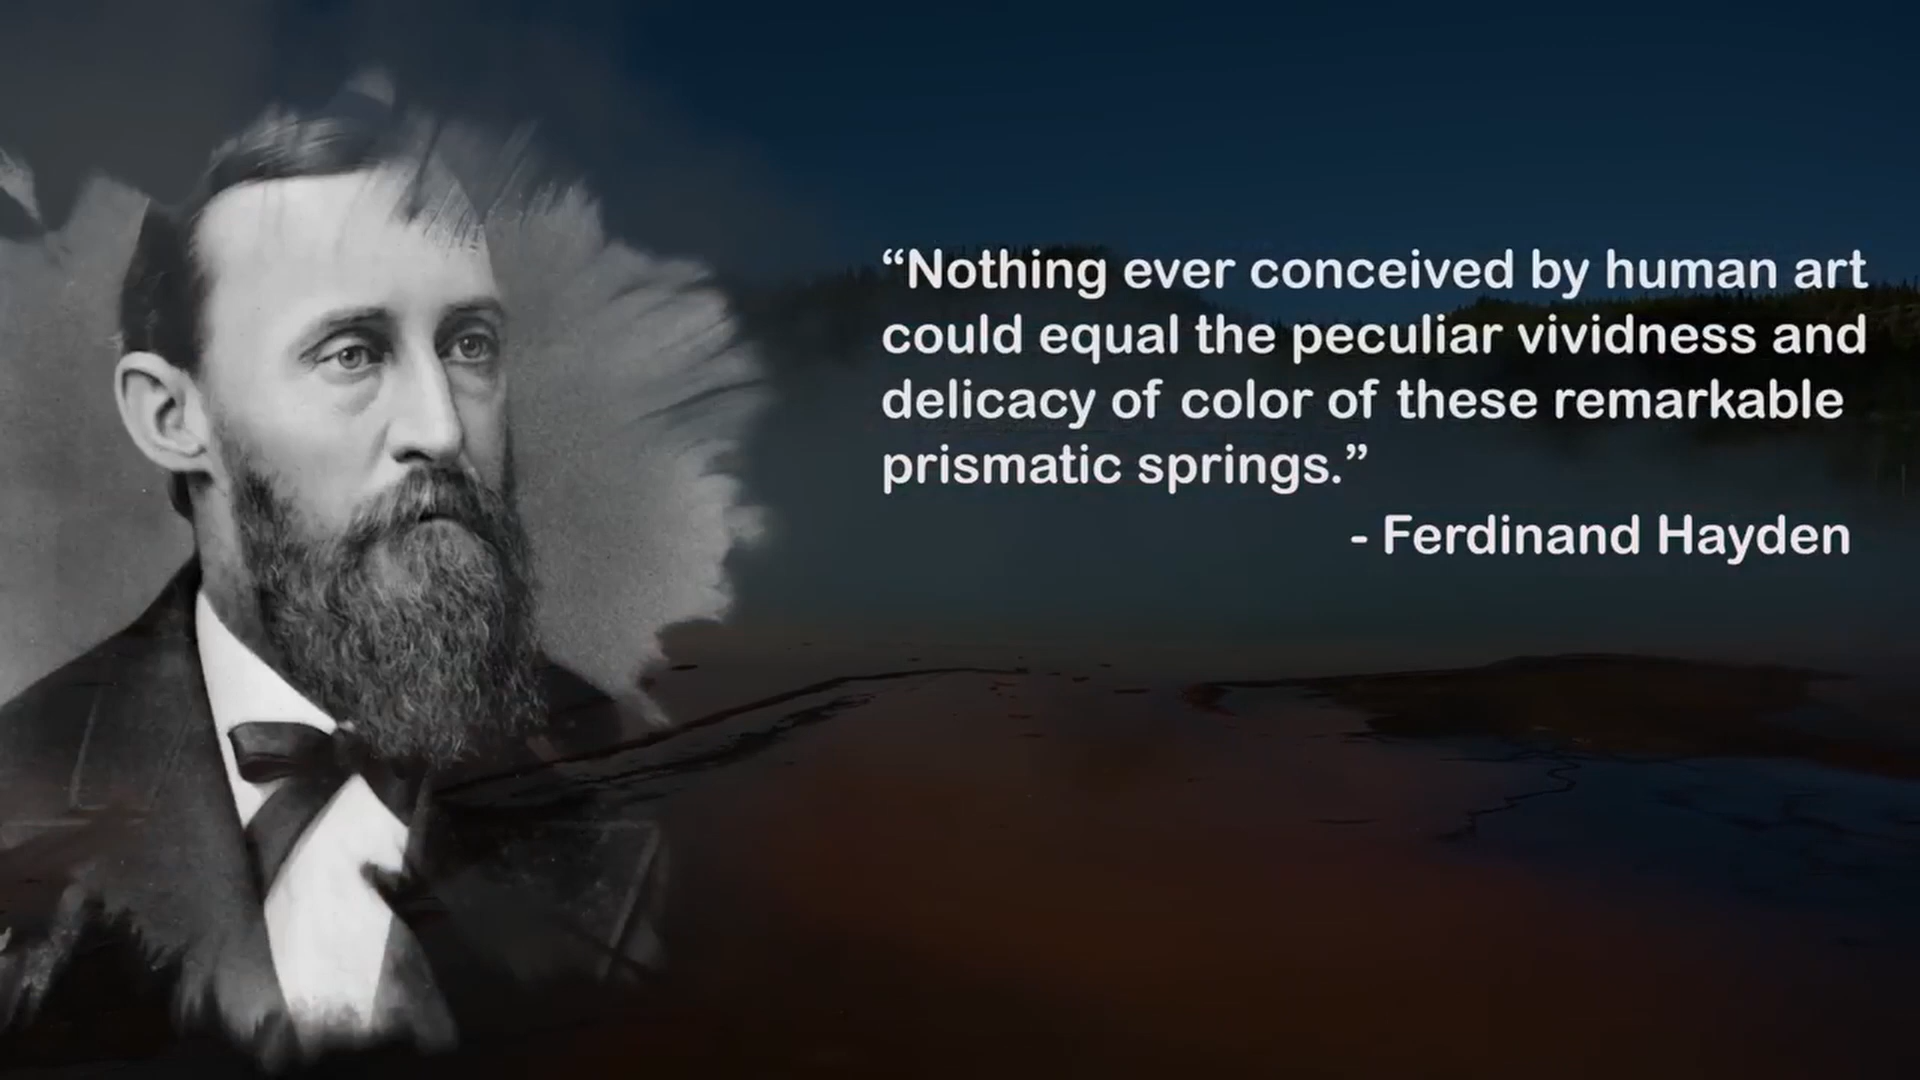 “Nothing ever conceived by human art
could equal the peculiar vividness and
delicacy of color of these remarkable
prismatic springs.”
- Ferdinand Hayden